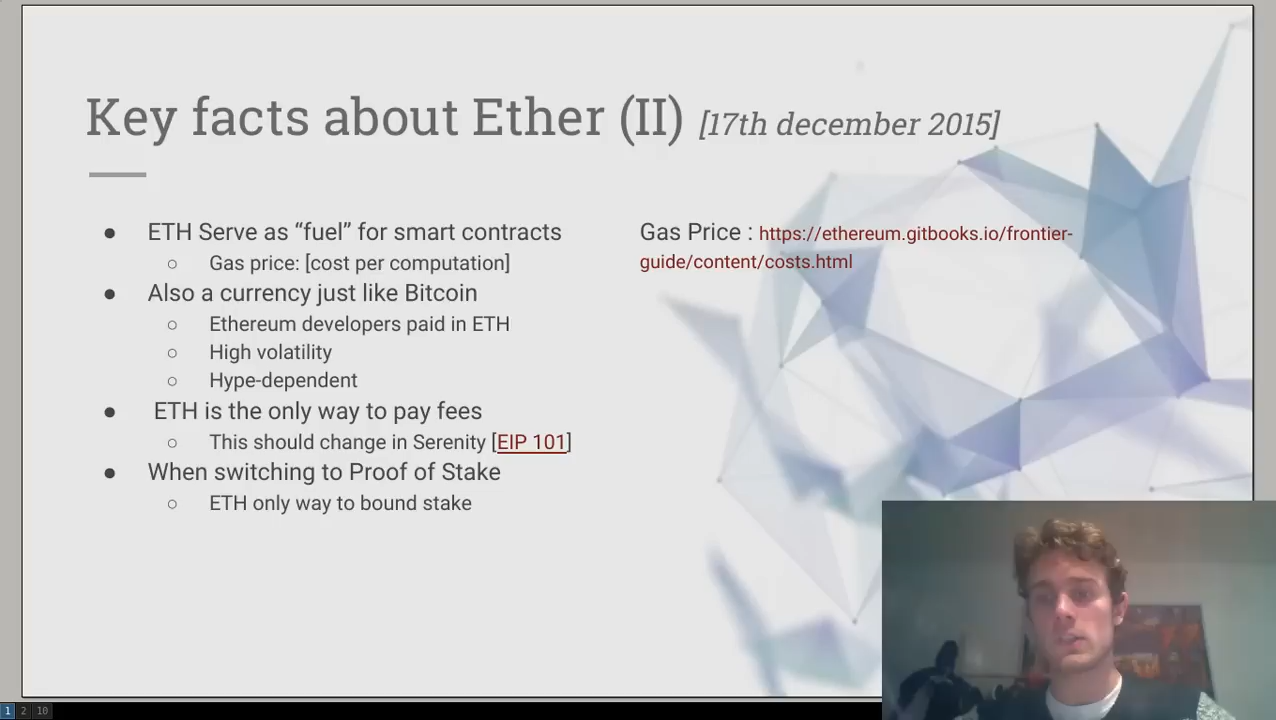 Key facts about Ether (II) [17th december 2015]
● ETH Serve as “fuel” for smart contracts
○ Gas price: [cost per computation]
● Also a currency just like Bitcoin
○ Ethereum developers paid in ETH
○ High volatility
○ Hype-dependent
● ETH is the only way to pay fees
○ This should change in Serenity [EIP 101]
● When switching to Proof of Stake
○ ETH only way to bound stake
Gas Price : https://ethereum.gitbooks.io/frontier-
guide/content/costs.html
1 2 10